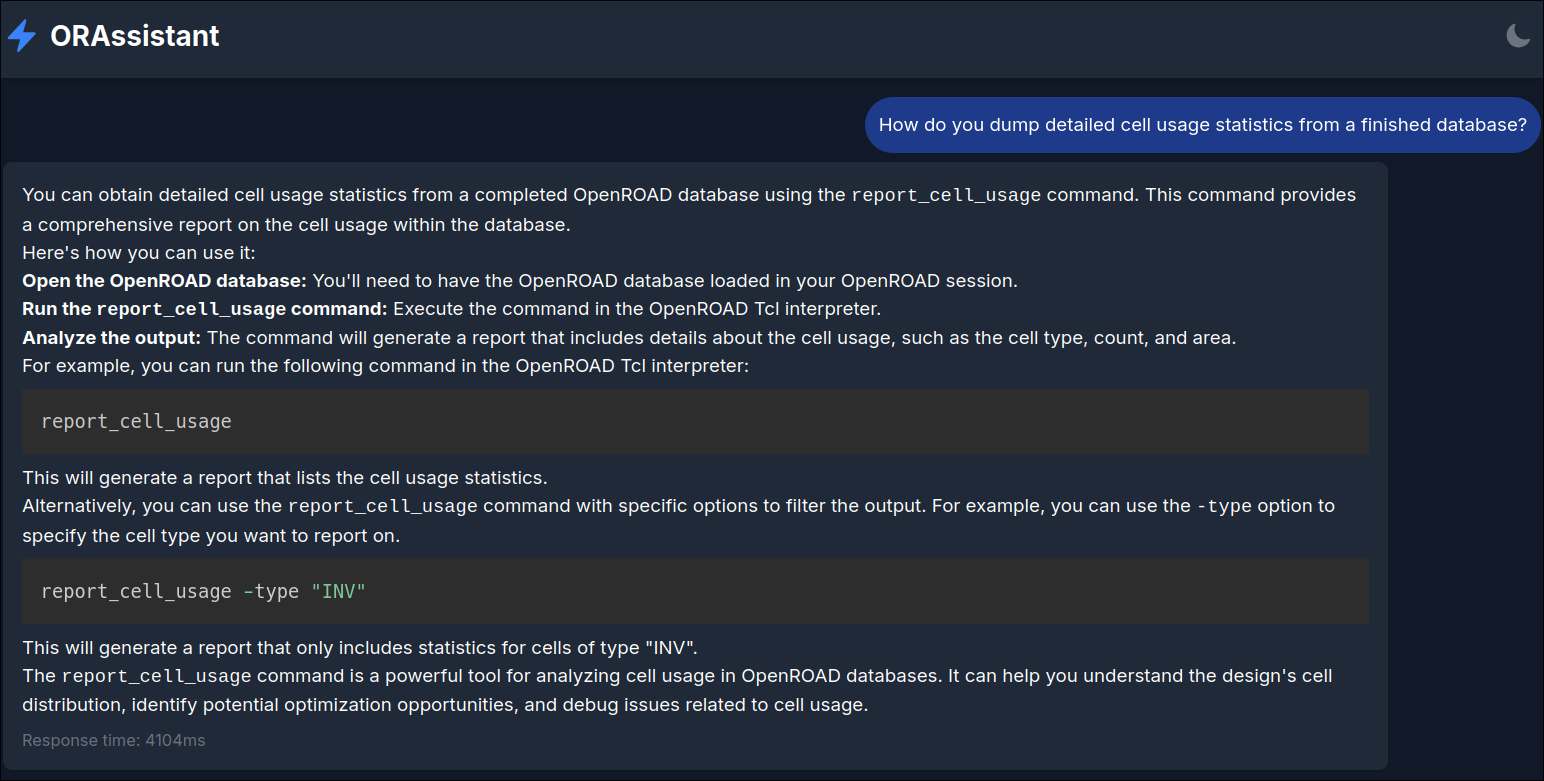 ORAssistant
How do you dump detailed cell usage statistics from a finished database?
You can obtain detailed cell usage statistics from a completed OpenROAD database using the report_cell_usage command. This command provides
a comprehensive report on the cell usage within the database.
Here's how you can use it:
Open the OpenROAD database: You'll need to have the OpenROAD database loaded in your OpenROAD session.
Run the report_cell_usage command: Execute the command in the OpenROAD Tcl interpreter.
Analyze the output: The command will generate a report that includes details about the cell usage, such as the cell type, count, and area.
For example, you can run the following command in the OpenROAD Tcl interpreter:
report_cell_usage
This will generate a report that lists the cell usage statistics.
Alternatively, you can use the report_cell_usage command with specific options to filter the output. For example, you can use the -type option to
specify the cell type you want to report on.
report_cell_usage -type "INV"
This will generate a report that only includes statistics for cells of type "INV".
The report_cell_usage command is a powerful tool for analyzing cell usage in OpenROAD databases. It can help you understand the design's cell
distribution, identify potential optimization opportunities, and debug issues related to cell usage.
Response time: 4104ms